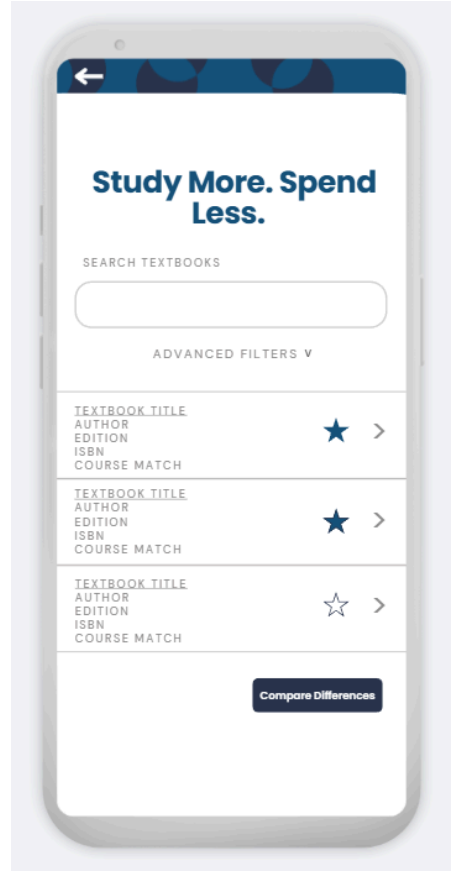 Study More. Spend
Less.
SEARCH TEXTBOOKS
ADVANCED FILTERS V
TEXTBOOK TITLE
AUTHOR
EDITION
ISBN
COURSE MATCH
TEXTBOOK TITLE
AUTHOR
EDITION
ISBN
COURSE MATCH
TEXTBOOK TITLE
AUTHOR
EDITION
ISBN
COURSE MATCH
Compare Differences